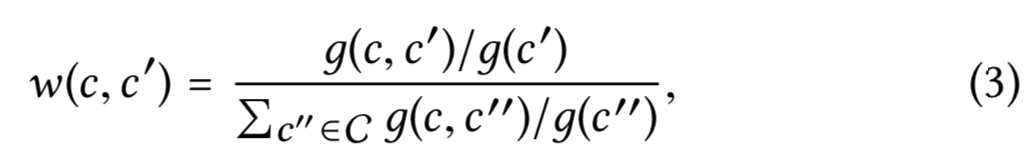 w(c, c′) = g(c, c′)/g(c′) / ∑c″∈𝒞 g(c, c″)/g(c″), (3)